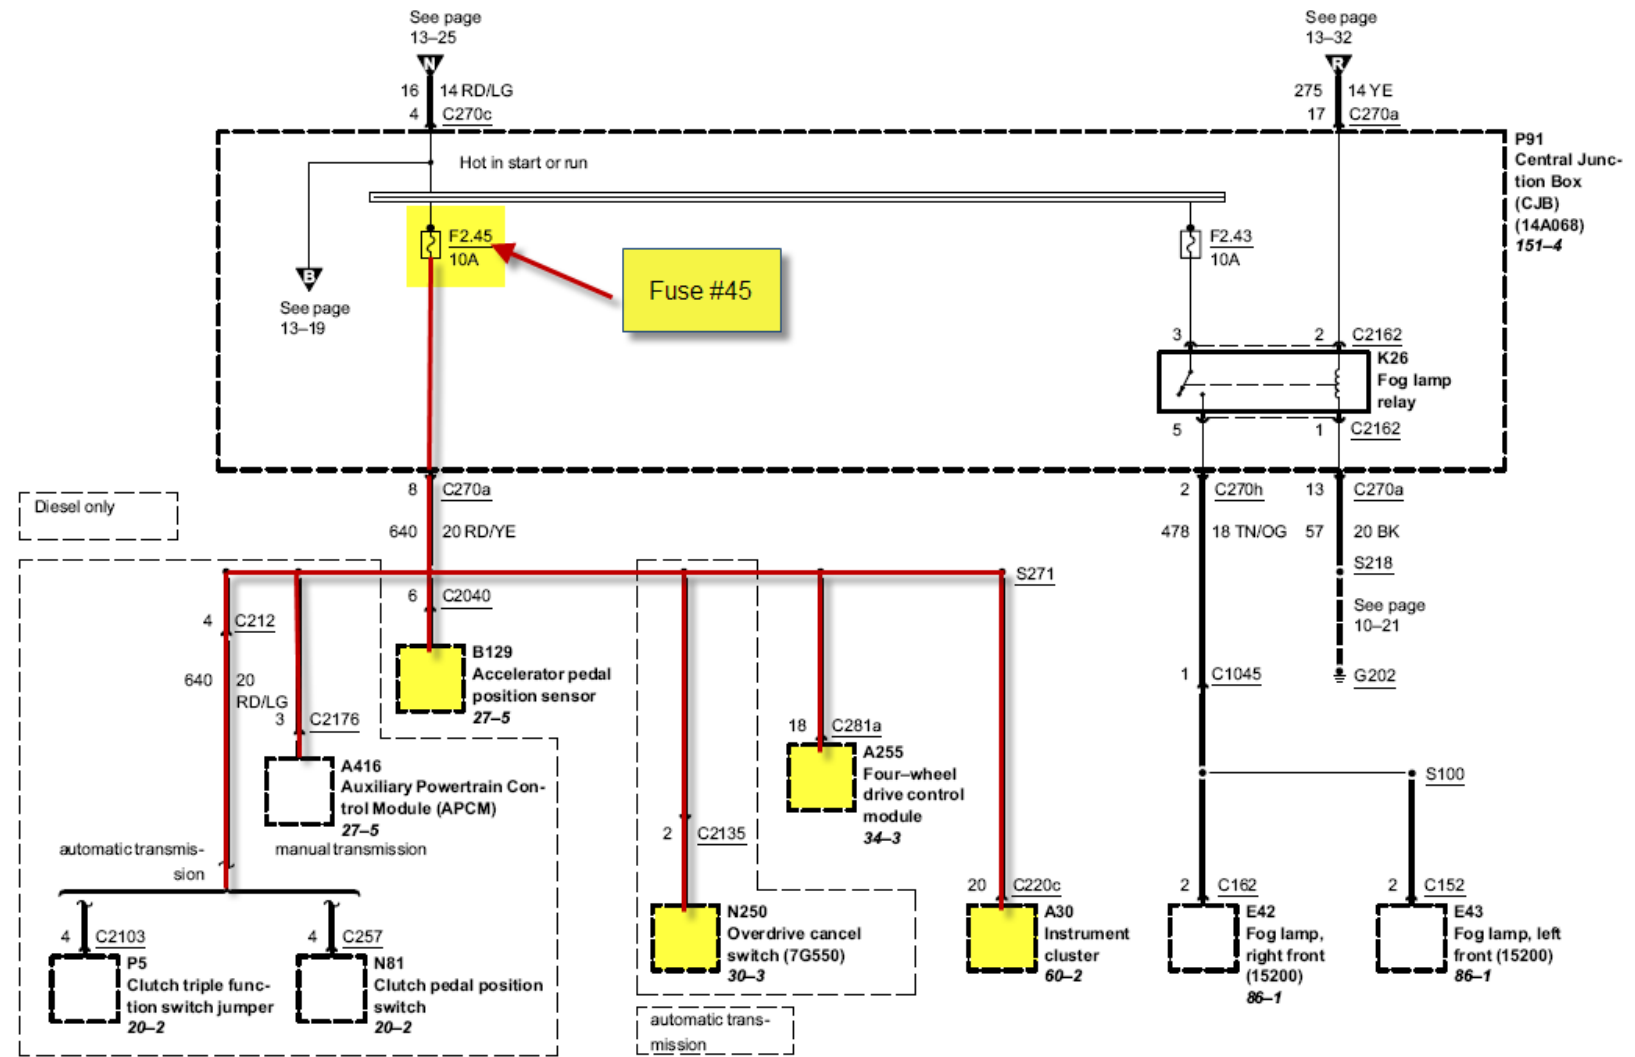 See page
13–25
N
16 14 RD/LG
4 C270c
See page
13–32
R
275 14 YE
17 C270a
P91
Central Junc-
tion Box
(CJB)
(14A068)
151–4
Hot in start or run
F2.45
10A
Fuse #45
F2.43
10A
B
See page
13–19
3 2 C2162
K26
Fog lamp
relay
5 1 C2162
8 C270a
2 C270h
13 C270a
Diesel only
640 20 RD/YE
478 18 TN/OG
57 20 BK
S271
S218
6 C2040
4 C212
See page
10–21
B129
Accelerator pedal
position sensor
27–5
640 20
RD/LG
3 C2176
1 C1045
G202
18 C281a
A255
Four–wheel
drive control
module
34–3
A416
Auxiliary Powertrain Con-
trol Module (APCM)
27–5
S100
2 C2135
automatic transmis-
sion
manual transmission
20 C220c
2 C162
2 C152
N250
Overdrive cancel
switch (7G550)
30–3
A30
Instrument
cluster
60–2
E42
Fog lamp,
right front
(15200)
86–1
E43
Fog lamp, left
front (15200)
86–1
4 C2103
4 C257
P5
Clutch triple func-
tion switch jumper
20–2
N81
Clutch pedal position
switch
20–2
automatic trans-
mission